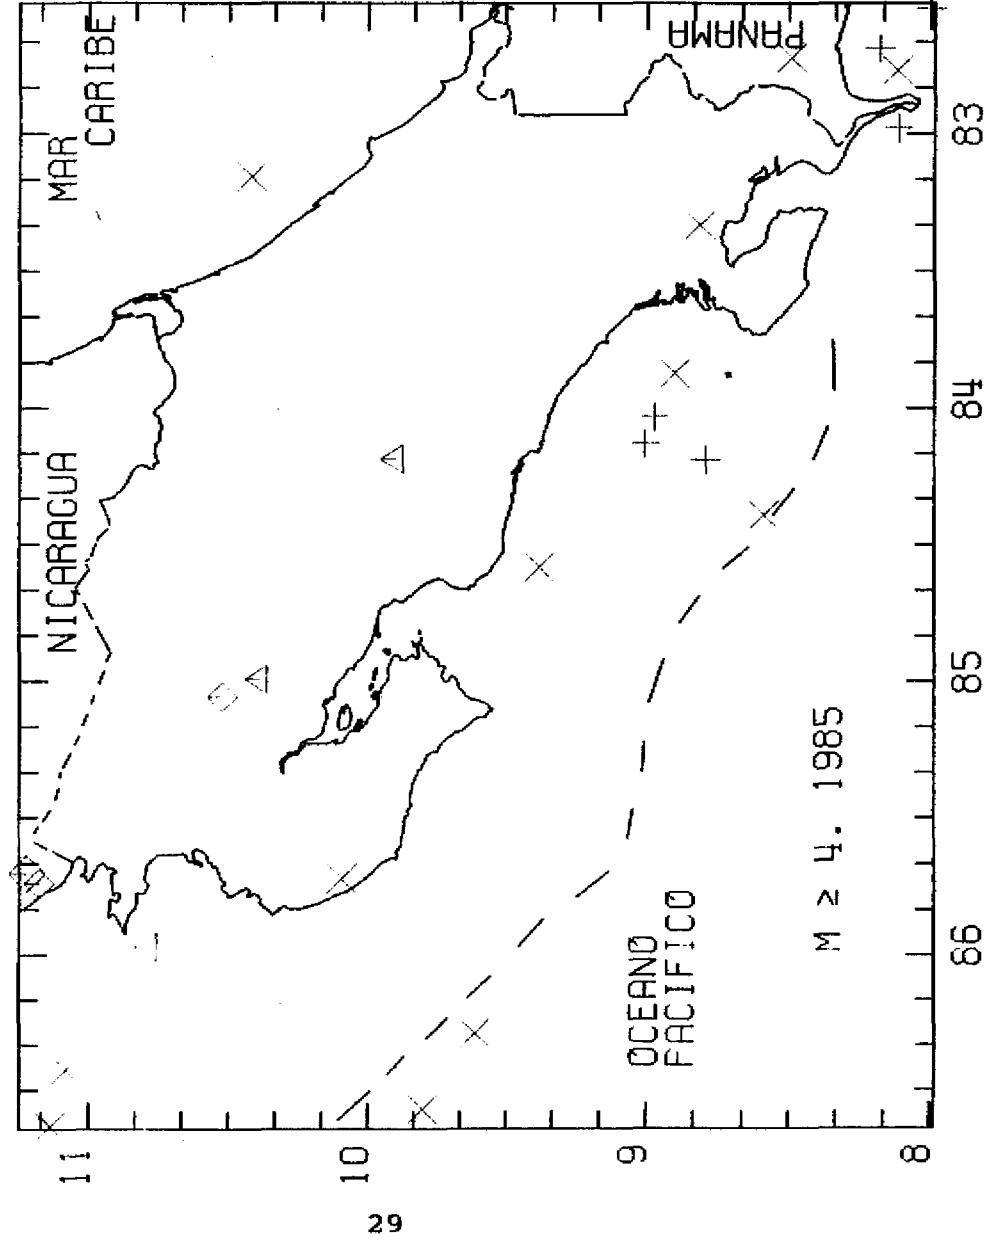 MAR
CARIBE
NICARAGUA
PANAMA
OCEANO
PACIFICO
M ≥ 4. 1985
11
10
9
8
86
85
84
83
29